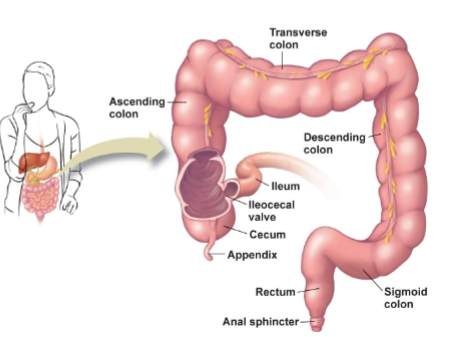 Transverse
colon
Ascending
colon
Descending
colon
Ileum
Ileocecal
valve
Cecum
Appendix
Rectum
Sigmoid
colon
Anal sphincter